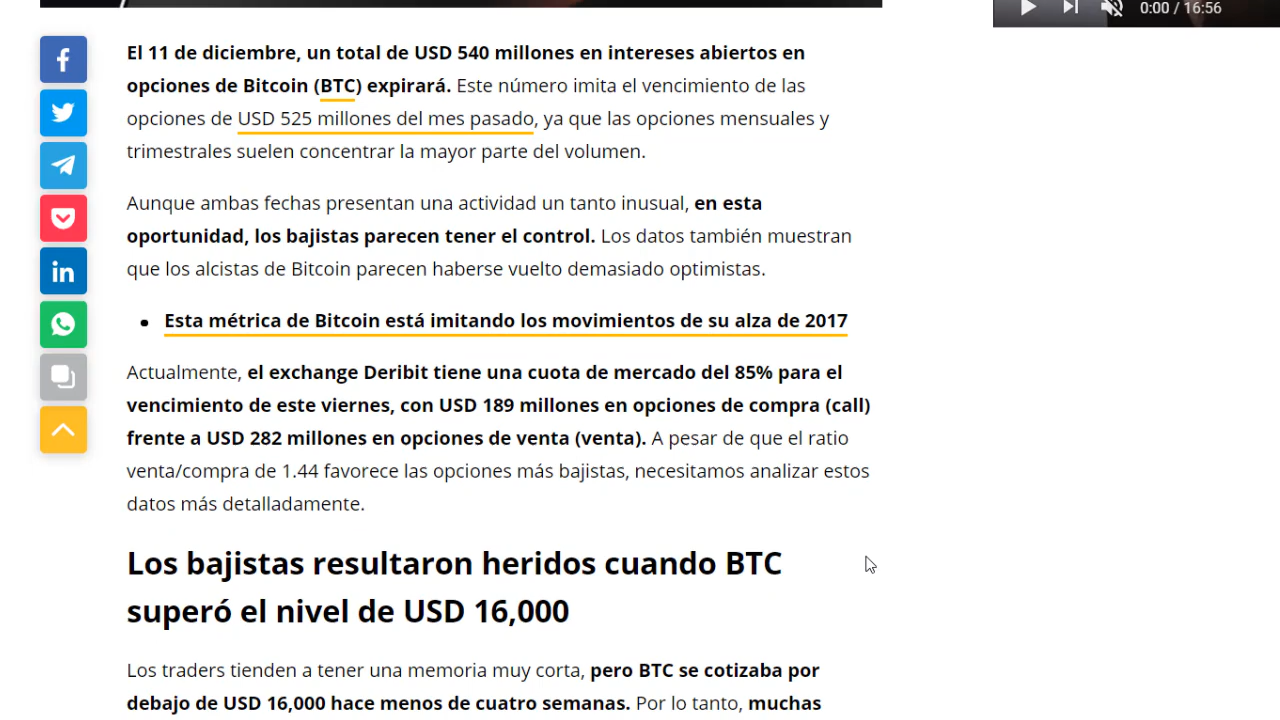 0:00 / 16:56
El 11 de diciembre, un total de USD 540 millones en intereses abiertos en
opciones de Bitcoin (BTC) expirará. Este número imita el vencimiento de las
opciones de USD 525 millones del mes pasado, ya que las opciones mensuales y
trimestrales suelen concentrar la mayor parte del volumen.
Aunque ambas fechas presentan una actividad un tanto inusual, en esta
oportunidad, los bajistas parecen tener el control. Los datos también muestran
que los alcistas de Bitcoin parecen haberse vuelto demasiado optimistas.
• Esta métrica de Bitcoin está imitando los movimientos de su alza de 2017
Actualmente, el exchange Deribit tiene una cuota de mercado del 85% para el
vencimiento de este viernes, con USD 189 millones en opciones de compra (call)
frente a USD 282 millones en opciones de venta (venta). A pesar de que el ratio
venta/compra de 1.44 favorece las opciones más bajistas, necesitamos analizar estos
datos más detalladamente.
Los bajistas resultaron heridos cuando BTC
superó el nivel de USD 16,000
Los traders tienden a tener una memoria muy corta, pero BTC se cotizaba por
debajo de USD 16,000 hace menos de cuatro semanas. Por lo tanto, muchas